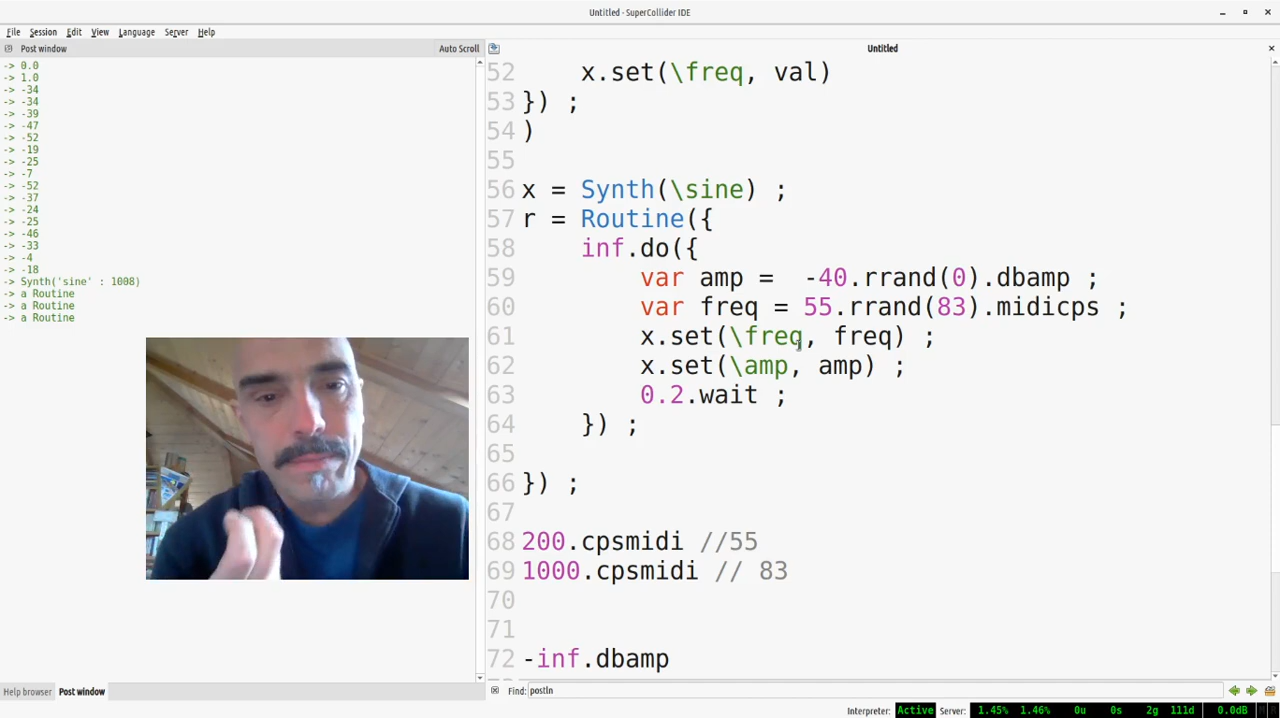 Untitled - SuperCollider IDE
File Session Edit View Language Server Help
Post window Auto Scroll Untitled
-> 0.0
-> 1.0
-> -34
-> -34
-> -39
-> -47
-> -52
-> -19
-> -25
-> -7
-> -52
-> -37
-> -24
-> -25
-> -46
-> -33
-> -4
-> -18
-> Synth('sine' : 1008)
-> a Routine
-> a Routine
-> a Routine
52 x.set(\freq, val)
53 }) ;
54 )
55
56 x = Synth(\sine) ;
57 r = Routine({
58 inf.do({
59 var amp =  -40.rrand(0).dbamp ;
60 var freq = 55.rrand(83).midicps ;
61 x.set(\freq, freq) ;
62 x.set(\amp, amp) ;
63 0.2.wait ;
64 }) ;
65
66 }) ;
67
68 200.cpsmidi //55
69 1000.cpsmidi // 83
70
71
72 -inf.dbamp
Help browser Post window
Find: postln
Interpreter: Active Server: 1.45% 1.46% 0u 0s 2g 111d 0.0dB M R